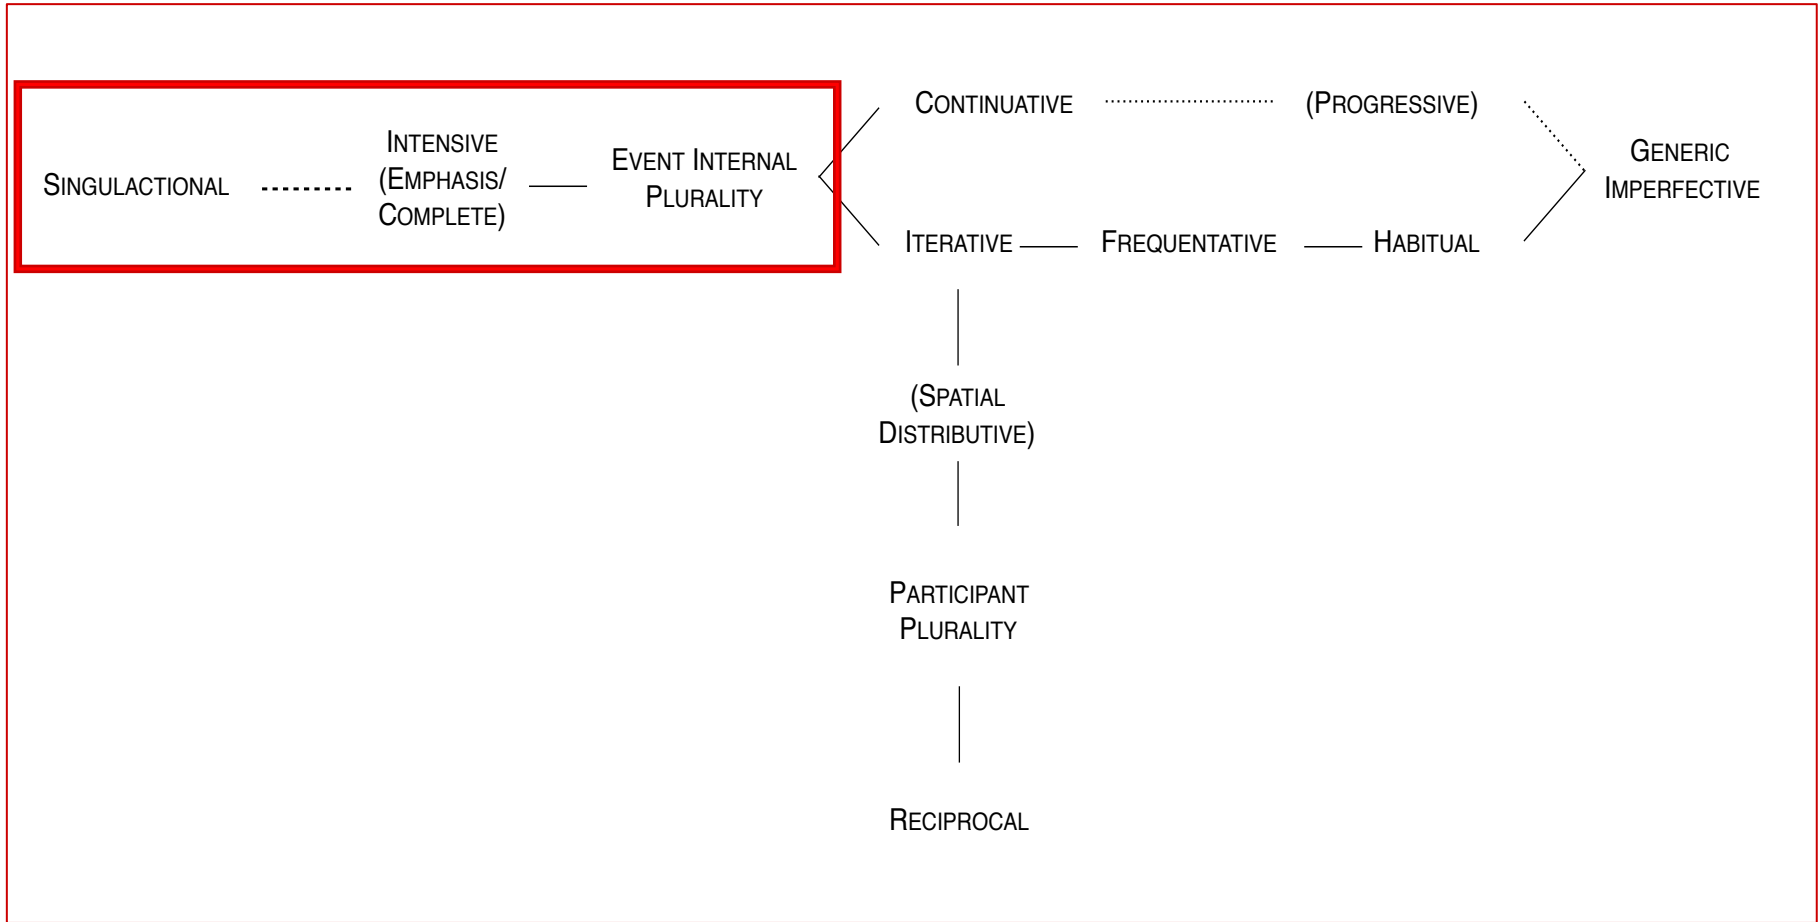 SINGULACTIONAL
INTENSIVE
(EMPHASIS/
COMPLETE)
EVENT INTERNAL
PLURALITY
CONTINUATIVE
(PROGRESSIVE)
GENERIC
IMPERFECTIVE
ITERATIVE
FREQUENTATIVE
HABITUAL
(SPATIAL
DISTRIBUTIVE)
PARTICIPANT
PLURALITY
RECIPROCAL